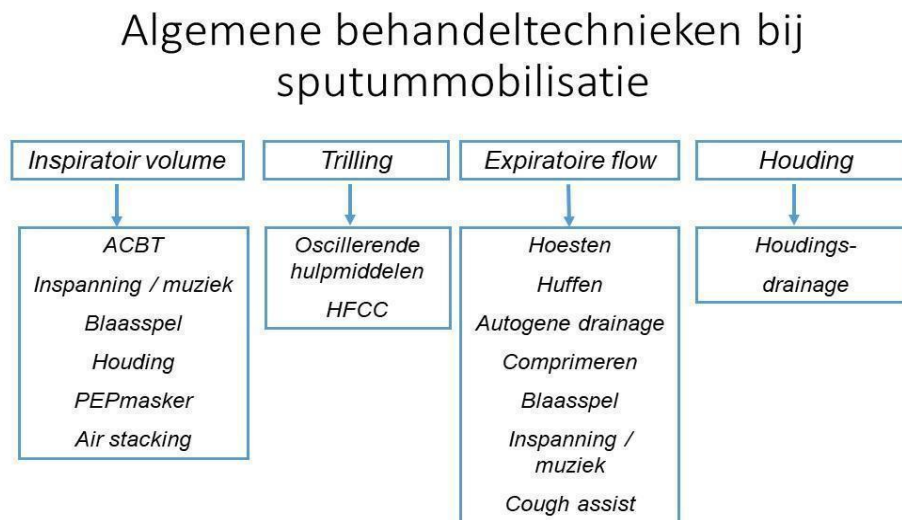 Algemene behandeltechnieken bij
sputummobilisatie
Inspiratoir volume
ACBT
Inspanning / muziek
Blaasspel
Houding
PEPmasker
Air stacking
Trilling
Oscillerende
hulpmiddelen
HFCC
Expiratoire flow
Hoesten
Huffen
Autogene drainage
Comprimeren
Blaasspel
Inspanning /
muziek
Cough assist
Houding
Houdings-
drainage